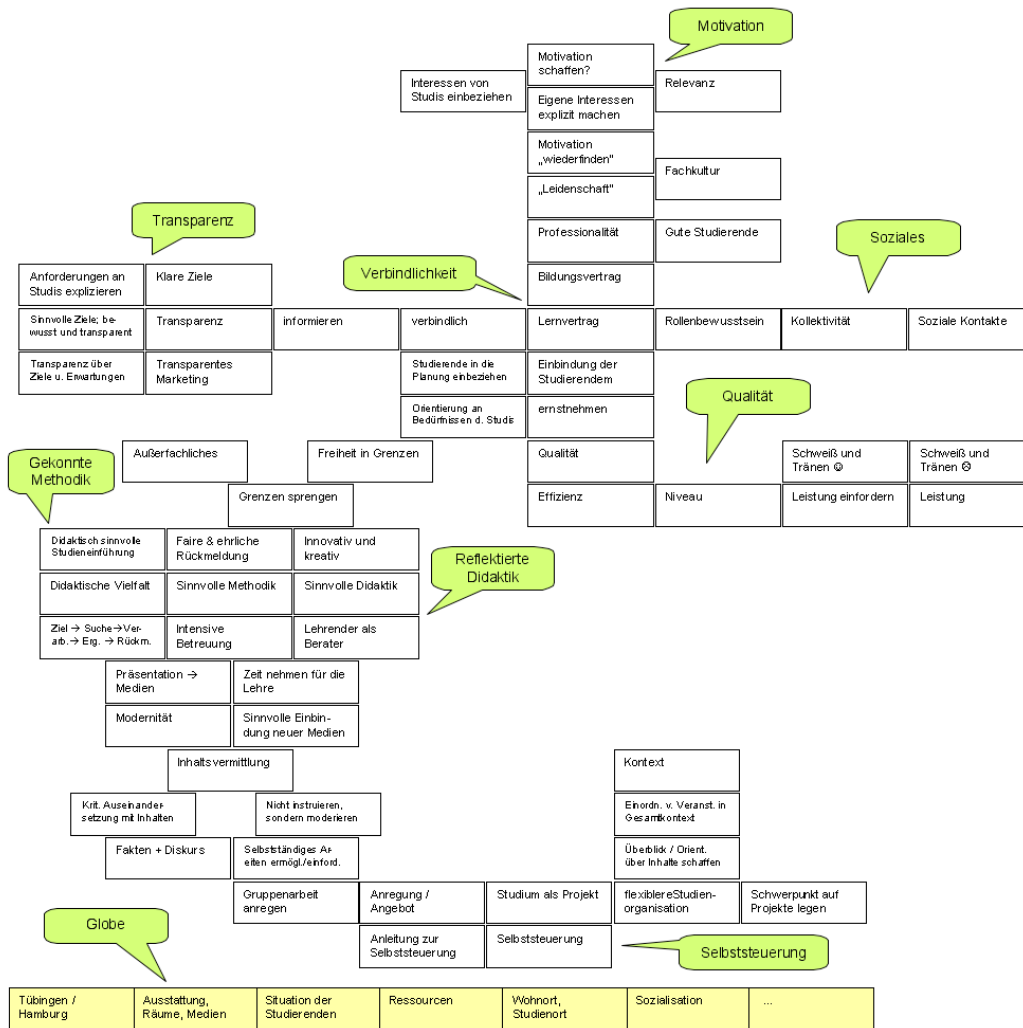 Motivation
Motivation
schaffen?
Interessen von
Studis einbeziehen
Relevanz
Eigene Interessen
explizit machen
Motivation
„wiederfinden"
Fachkultur
„Leidenschaft"
Transparenz
Professionalität
Gute Studierende
Soziales
Verbindlichkeit
Anforderungen an
Studis explizieren
Klare Ziele
Bildungsvertrag
Sinnvolle Ziele; be-
wusst und transparent
Transparenz
informieren
verbindlich
Lernvertrag
Rollenbewusstsein
Kollektivität
Soziale Kontakte
Transparenz über
Ziele u. Erwartungen
Transparentes
Marketing
Studierende in die
Planung einbeziehen
Einbindung der
Studierendem
Qualität
Orientierung an
Bedürfnissen d. Studis
ernstnehmen
Gekonnte
Methodik
Außerfachliches
Freiheit in Grenzen
Qualität
Schweiß und
Tränen ☺
Schweiß und
Tränen ☹
Grenzen sprengen
Effizienz
Niveau
Leistung einfordern
Leistung
Didaktisch sinnvolle
Studieneinführung
Faire & ehrliche
Rückmeldung
Innovativ und
kreativ
Reflektierte
Didaktik
Didaktische Vielfalt
Sinnvolle Methodik
Sinnvolle Didaktik
Ziel → Suche→Ver-
arb.→ Erg. → Rückm.
Intensive
Betreuung
Lehrender als
Berater
Präsentation →
Medien
Zeit nehmen für die
Lehre
Modernität
Sinnvolle Einbin-
dung neuer Medien
Inhaltsvermittlung
Kontext
Krit. Auseinander-
setzung mit Inhalten
Nicht instruieren,
sondern moderieren
Einordn. v. Veranst. in
Gesamtkontext
Fakten + Diskurs
Selbstständiges Ar-
eiten ermögl./einford.
Überblick / Orient.
über Inhalte schaffen
Gruppenarbeit
anregen
Anregung /
Angebot
Studium als Projekt
flexiblereStudien-
organisation
Schwerpunkt auf
Projekte legen
Globe
Anleitung zur
Selbststeuerung
Selbststeuerung
Selbststeuerung
Tübingen /
Hamburg
Ausstattung,
Räume, Medien
Situation der
Studierenden
Ressourcen
Wohnort,
Studienort
Sozialisation
...